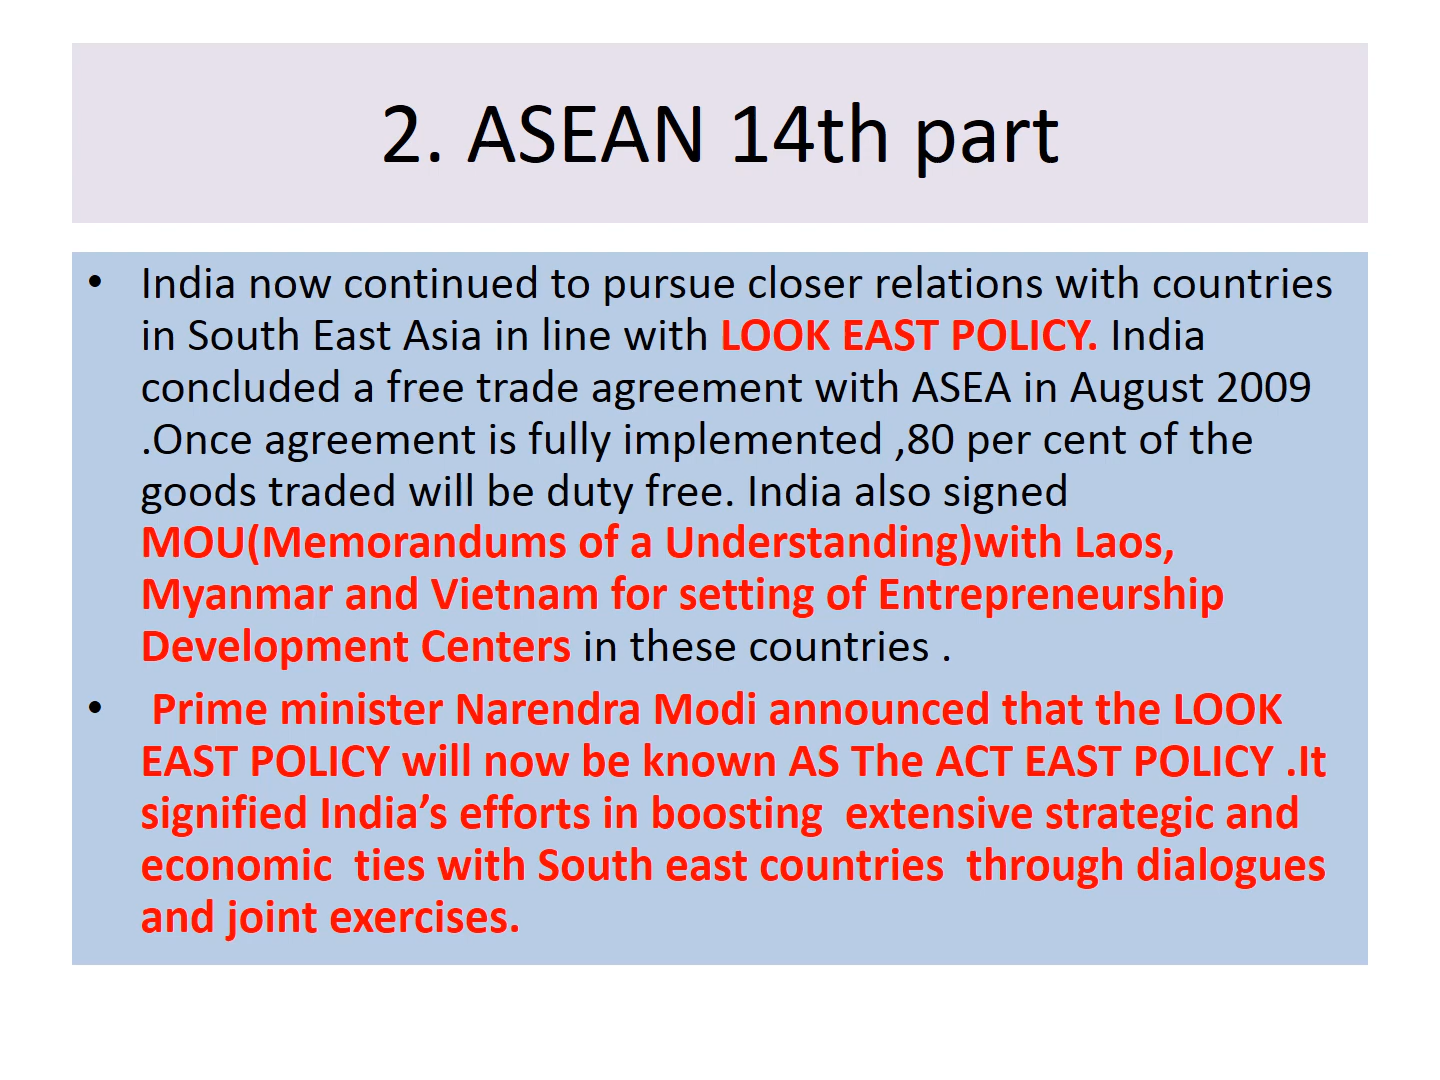 2. ASEAN 14th part
• India now continued to pursue closer relations with countries
in South East Asia in line with LOOK EAST POLICY. India
concluded a free trade agreement with ASEA in August 2009
.Once agreement is fully implemented ,80 per cent of the
goods traded will be duty free. India also signed
MOU(Memorandums of a Understanding)with Laos,
Myanmar and Vietnam for setting of Entrepreneurship
Development Centers in these countries .
• Prime minister Narendra Modi announced that the LOOK
EAST POLICY will now be known AS The ACT EAST POLICY .It
signified India’s efforts in boosting  extensive strategic and
economic  ties with South east countries  through dialogues
and joint exercises.